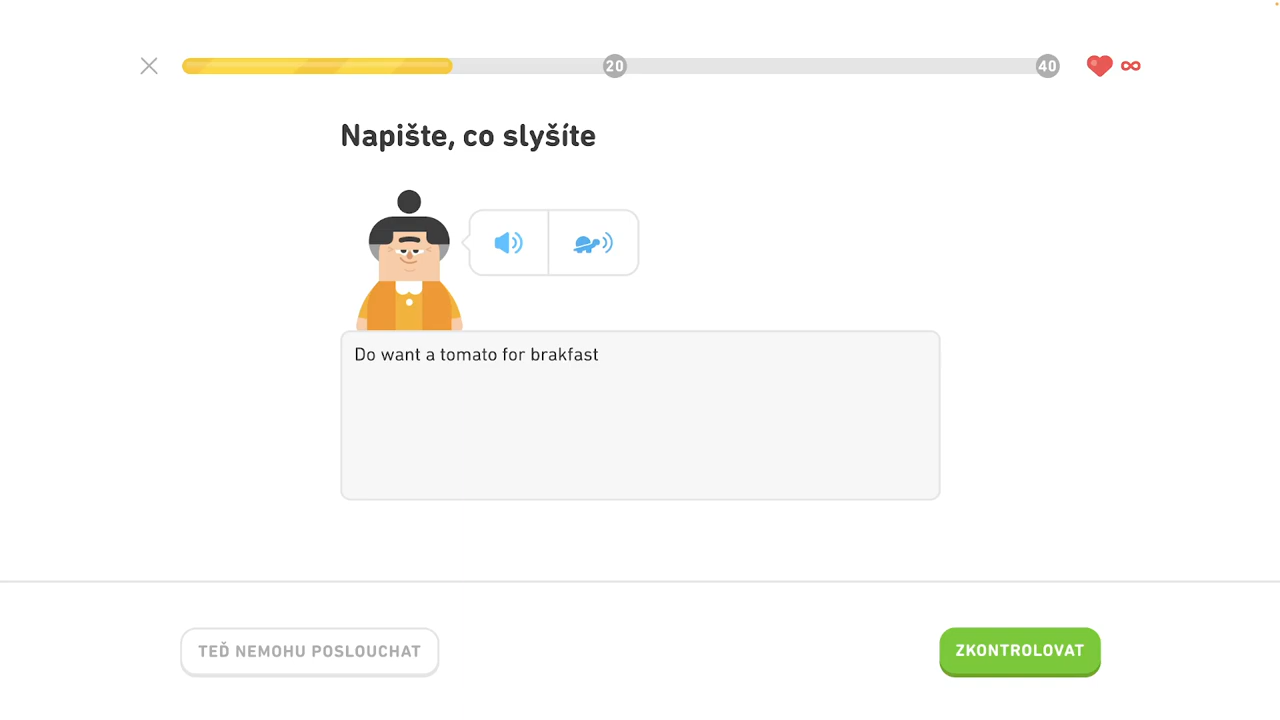 20
40
∞
Napište, co slyšíte
Do want a tomato for brakfast
TEĎ NEMOHU POSLOUCHAT
ZKONTROLOVAT